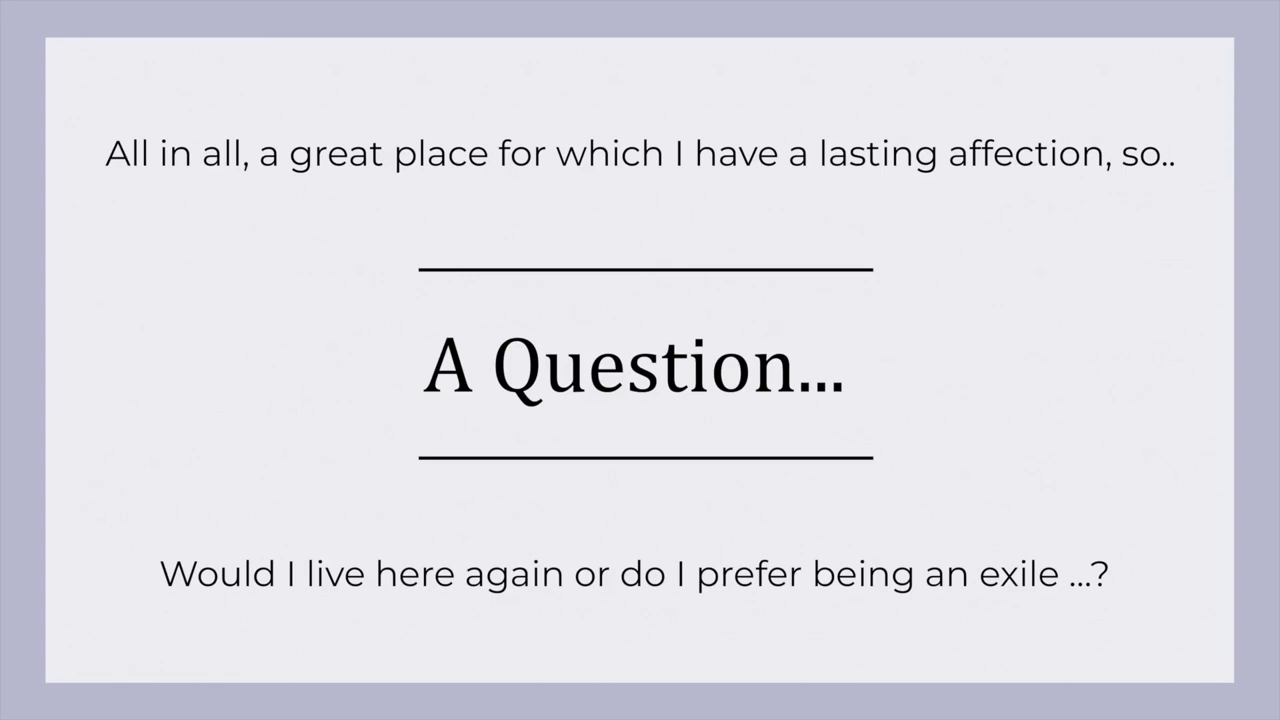 All in all, a great place for which I have a lasting affection, so..
A Question...
Would I live here again or do I prefer being an exile ...?